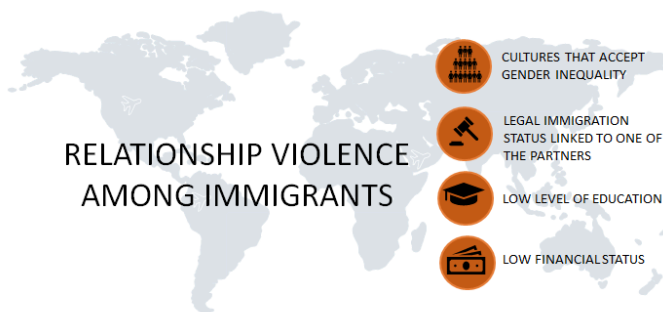 RELATIONSHIP VIOLENCE
AMONG IMMIGRANTS
CULTURES THAT ACCEPT
GENDER INEQUALITY
LEGAL IMMIGRATION
STATUS LINKED TO ONE OF
THE PARTNERS
LOW LEVEL OF EDUCATION
LOW FINANCIAL STATUS